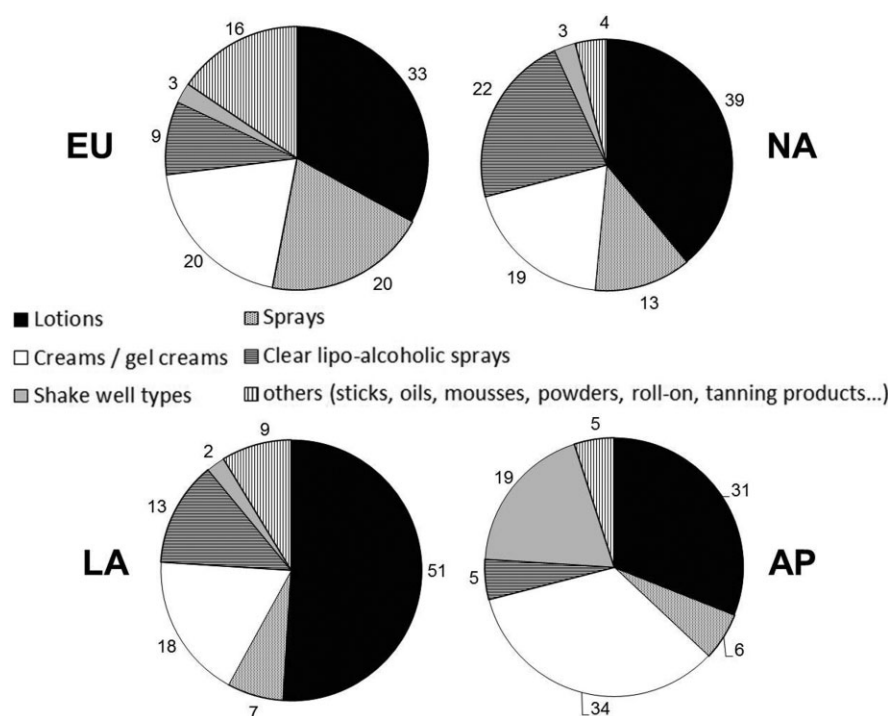 16
33
3
9
EU
20
20
3
4
22
39
NA
19
13
Lotions
Sprays
Creams / gel creams
Clear lipo-alcoholic sprays
Shake well types
others (sticks, oils, mousses, powders, roll-on, tanning products...)
9
2
13
LA
51
18
7
5
19
31
AP
5
6
34